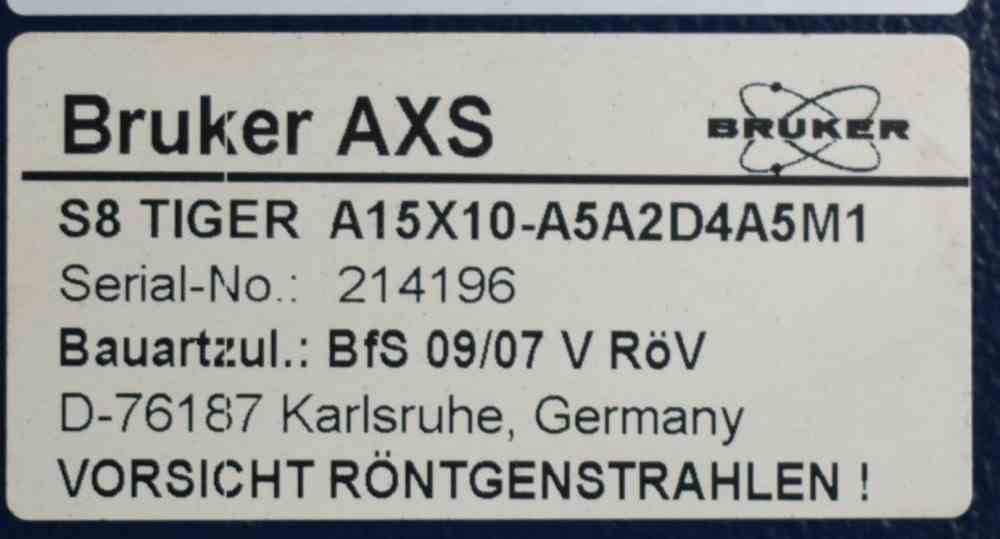 Bruker AXS
BRUKER
S8 TIGER A15X10-A5A2D4A5M1
Serial-No.: 214196
Bauartzul.: BfS 09/07 V RöV
D-76187 Karlsruhe, Germany
VORSICHT RÖNTGENSTRAHLEN !